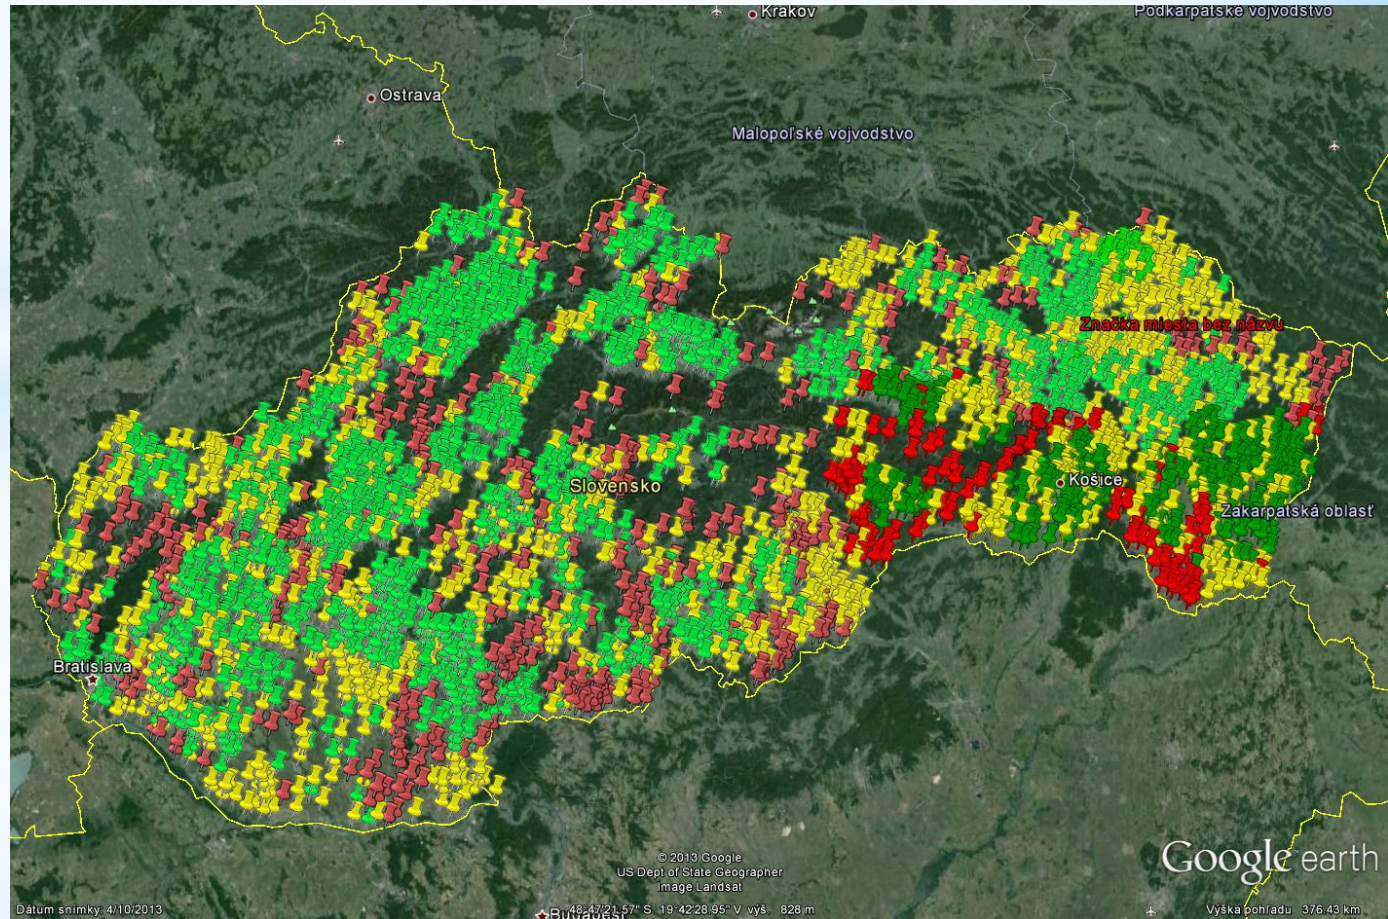 Krakov
Podkarpatské vojvodstvo
Ostrava
Malopoľské vojvodstvo
Značka miesta bez názvu
Slovensko
Košice
Zakarpatská oblasť
Bratislava
© 2013 Google
US Dept of State Geographer
Image Landsat
Google earth
Dátum snímky: 4/10/2013
48°47'21.57" S 19°42'28.95" V výš. 828 m
Výška pohľadu 376.43 km
Budapešť